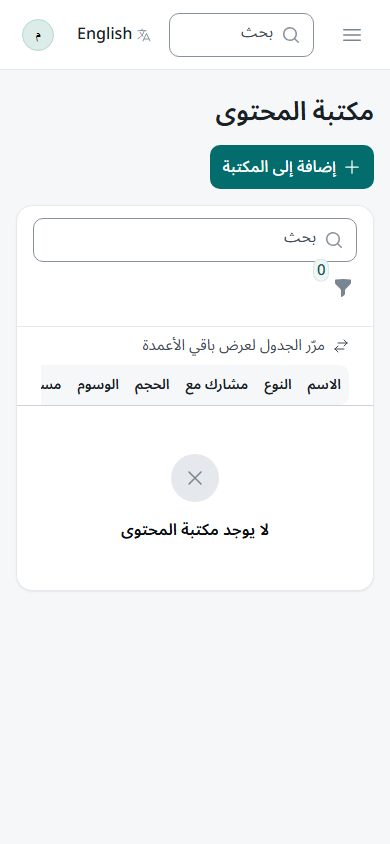 بحث
English
م
مكتبة المحتوى
إضافة إلى المكتبة
بحث
0
مرّر الجدول لعرض باقي الأعمدة
الاسم النوع مشارك مع الحجم الوسوم
لا يوجد مكتبة المحتوى